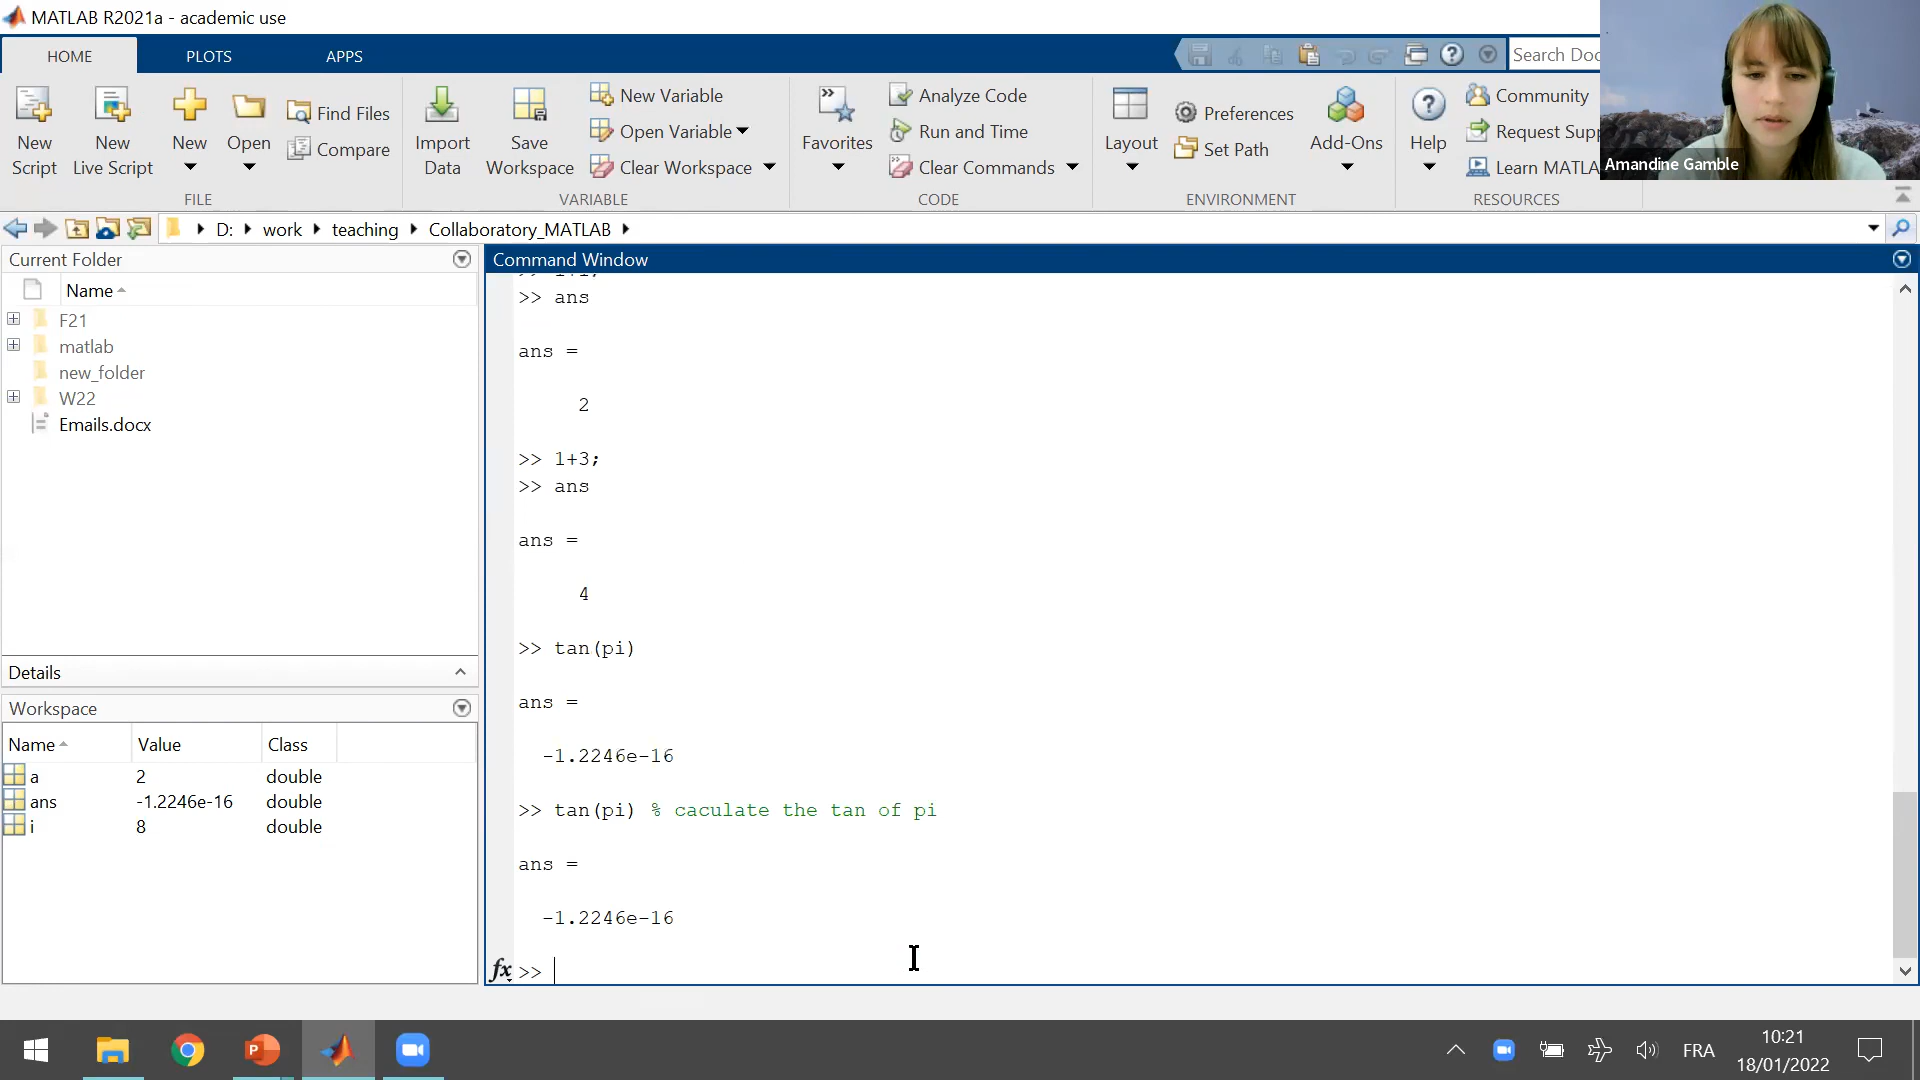 MATLAB R2021a - academic use
HOME
PLOTS
APPS
Search Doc
New Script
New Live Script
New
Open
Find Files
Compare
FILE
Import Data
Save Workspace
New Variable
Open Variable
Clear Workspace
VARIABLE
Favorites
Analyze Code
Run and Time
Clear Commands
CODE
Layout
Preferences
Set Path
ENVIRONMENT
Add-Ons
Help
Community
Request Supp
Learn MATLA
RESOURCES
Amandine Gamble
D: work teaching Collaboratory_MATLAB
Current Folder
Name
F21
matlab
new_folder
W22
Emails.docx
Details
Workspace
Name Value Class
a 2 double
ans -1.2246e-16 double
i 8 double
Command Window
>> ans
ans =
2
>> 1+3;
>> ans
ans =
4
>> tan(pi)
ans =
-1.2246e-16
>> tan(pi) % caculate the tan of pi
ans =
-1.2246e-16
fx >>
FRA
10:21
18/01/2022